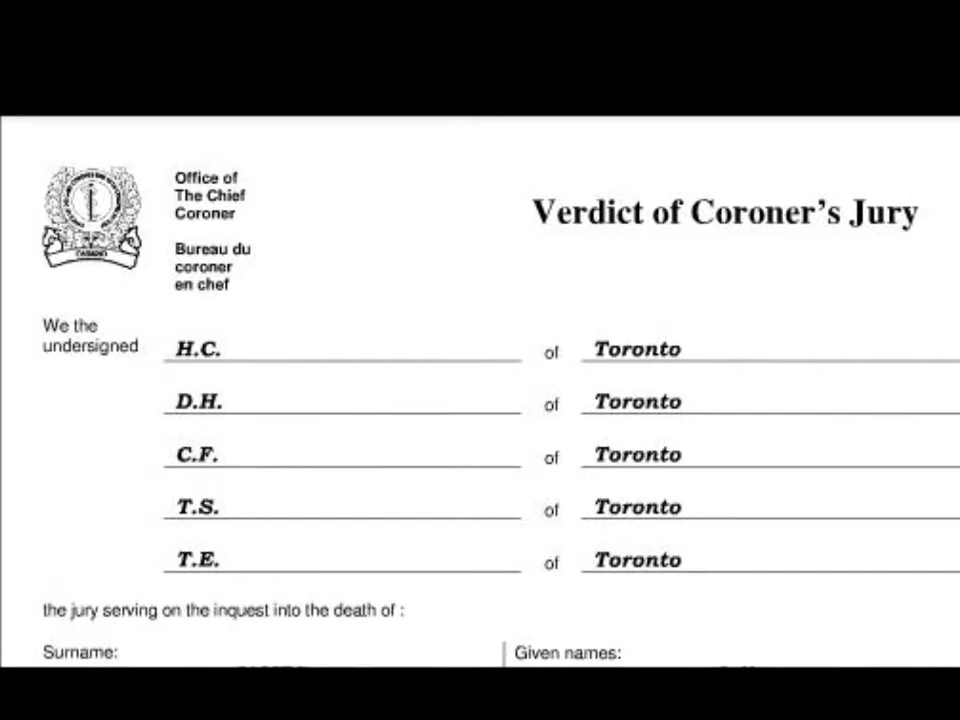 Office of
The Chief
Coroner
Bureau du
coroner
en chef
Verdict of Coroner's Jury
We the
undersigned
H.C. of Toronto
D.H. of Toronto
C.F. of Toronto
T.S. of Toronto
T.E. of Toronto
the jury serving on the inquest into the death of :
Surname: Given names: